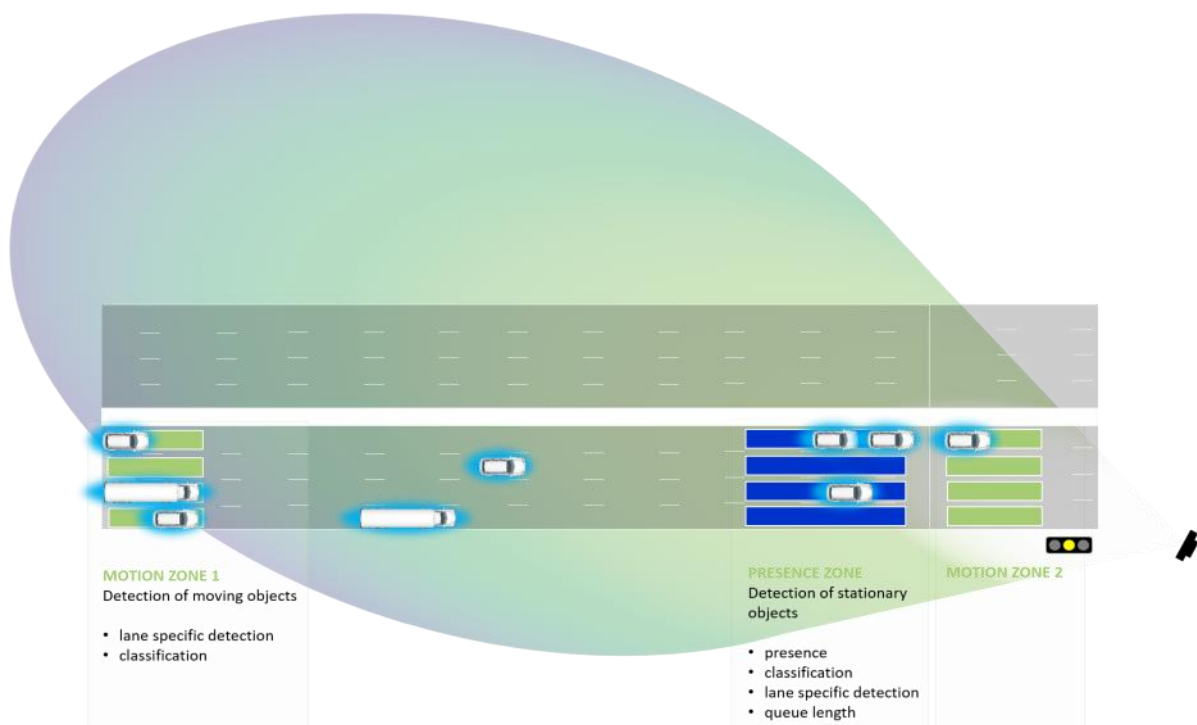 MOTION ZONE 1
Detection of moving objects
• lane specific detection
• classification
PRESENCE ZONE
Detection of stationary
objects
• presence
• classification
• lane specific detection
• queue length
MOTION ZONE 2